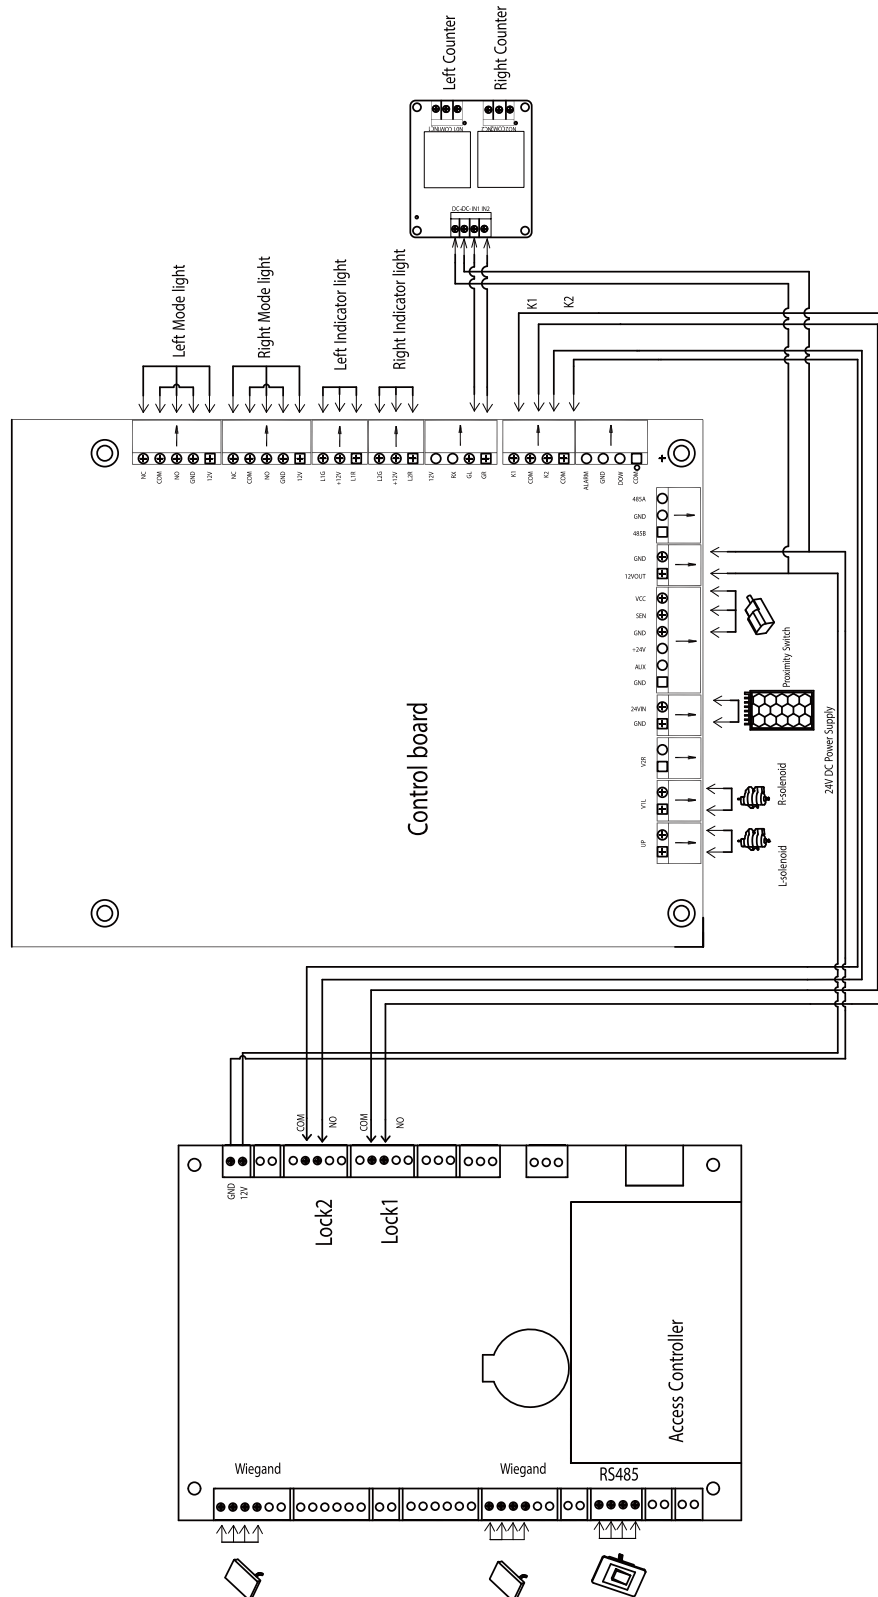 Left Counter
Right Counter
DC- DC- IN1 IN2
Left Mode light
Right Mode light
Left Indicator light
Right Indicator light
K1
K2
NC
COM
NO
GND
12V
NC
COM
NO
GND
12V
L1G
+12V
L1R
L2G
+12V
L2R
12V
RX
GL
GR
K1
COM
K2
COM
ALARM
GND
DOW
COM
+
485A
GND
485B
GND
12VOUT
VCC
SEN
GND
+24V
AUX
GND
24VIN
GND
V2R
V1L
UP
Proximity Switch
24V DC Power Supply
R-solenoid
L-solenoid
Control board
COM
NO
COM
NO
GND
12V
Lock2
Lock1
Access Controller
Wiegand
Wiegand
RS485